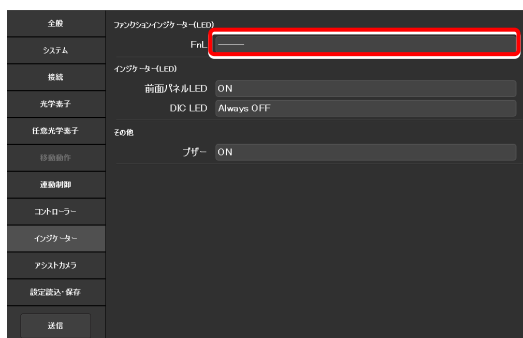 全般
システム
接続
光学素子
任意光学素子
移動動作
連動制御
コントローラー
インジケーター
アシストカメラ
設定読込・保存
送信
ファンクションインジケーター(LED)
FnL ────
インジケーター(LED)
前面パネルLED ON
DIC LED Always OFF
その他
ブザー ON